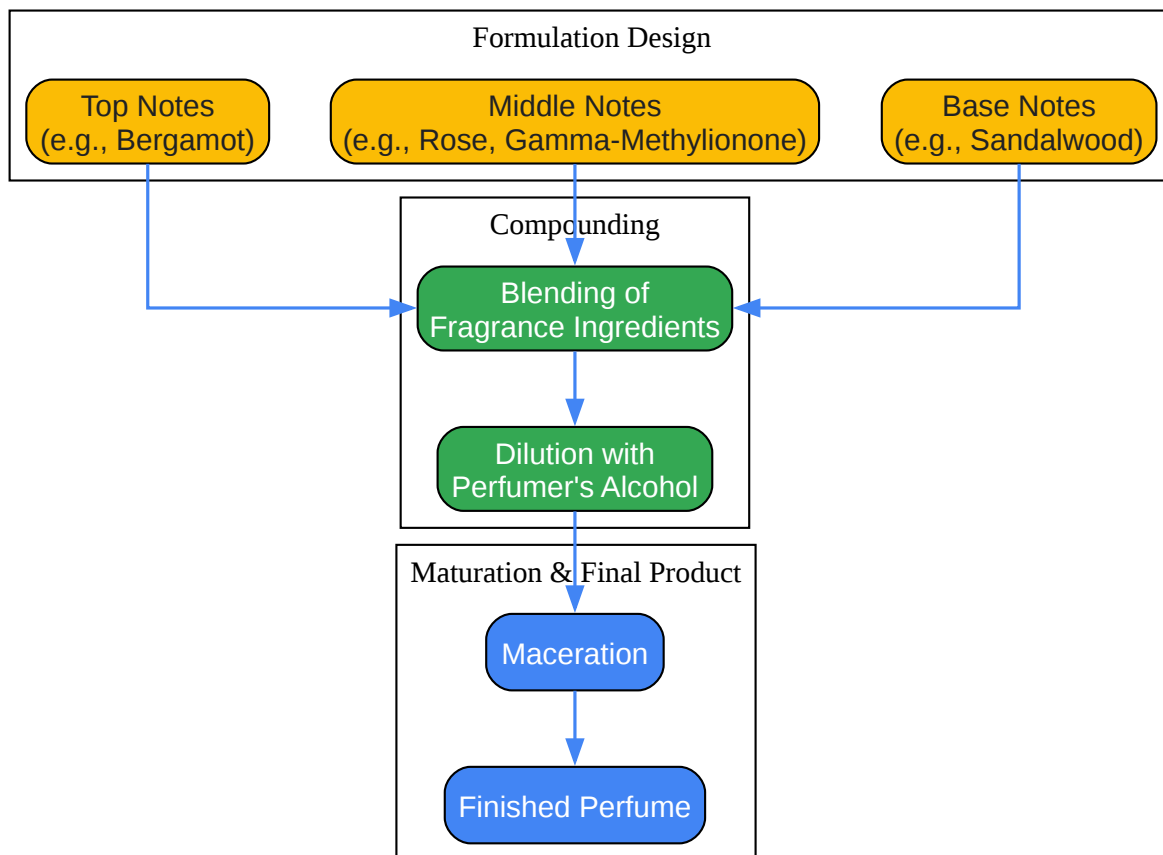 Formulation Design
Top Notes
(e.g., Bergamot)
Middle Notes
(e.g., Rose, Gamma-Methylionone)
Base Notes
(e.g., Sandalwood)
Compounding
Blending of
Fragrance Ingredients
Dilution with
Perfumer's Alcohol
Maturation & Final Product
Maceration
Finished Perfume